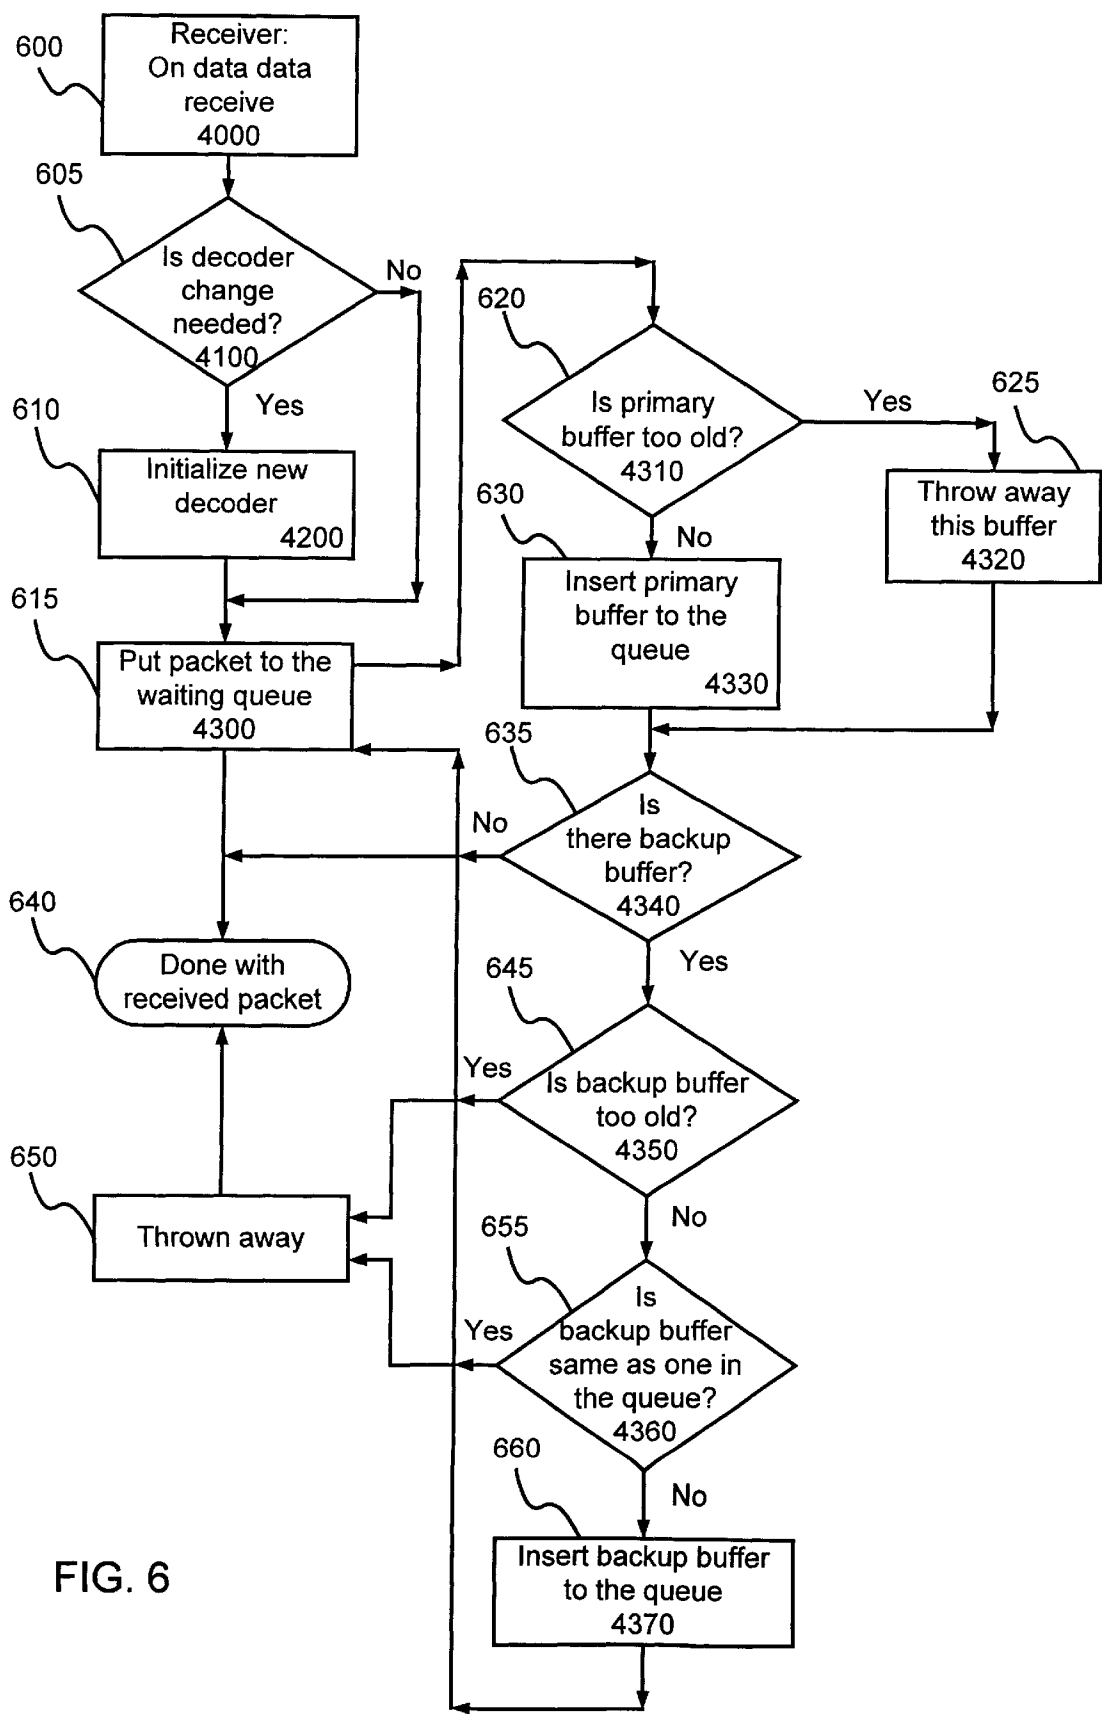 600
Receiver:
On data data
receive
4000
605
Is decoder
change
needed?
4100
No
Yes
610
Initialize new
decoder
4200
615
Put packet to the
waiting queue
4300
620
Is primary
buffer too old?
4310
Yes
625
Throw away
this buffer
4320
No
630
Insert primary
buffer to the
queue
4330
635
Is
there backup
buffer?
4340
No
Yes
640
Done with
received packet
645
Is backup buffer
too old?
4350
Yes
No
650
Thrown away
655
Is
backup buffer
same as one in
the queue?
4360
Yes
No
660
Insert backup buffer
to the queue
4370
FIG. 6